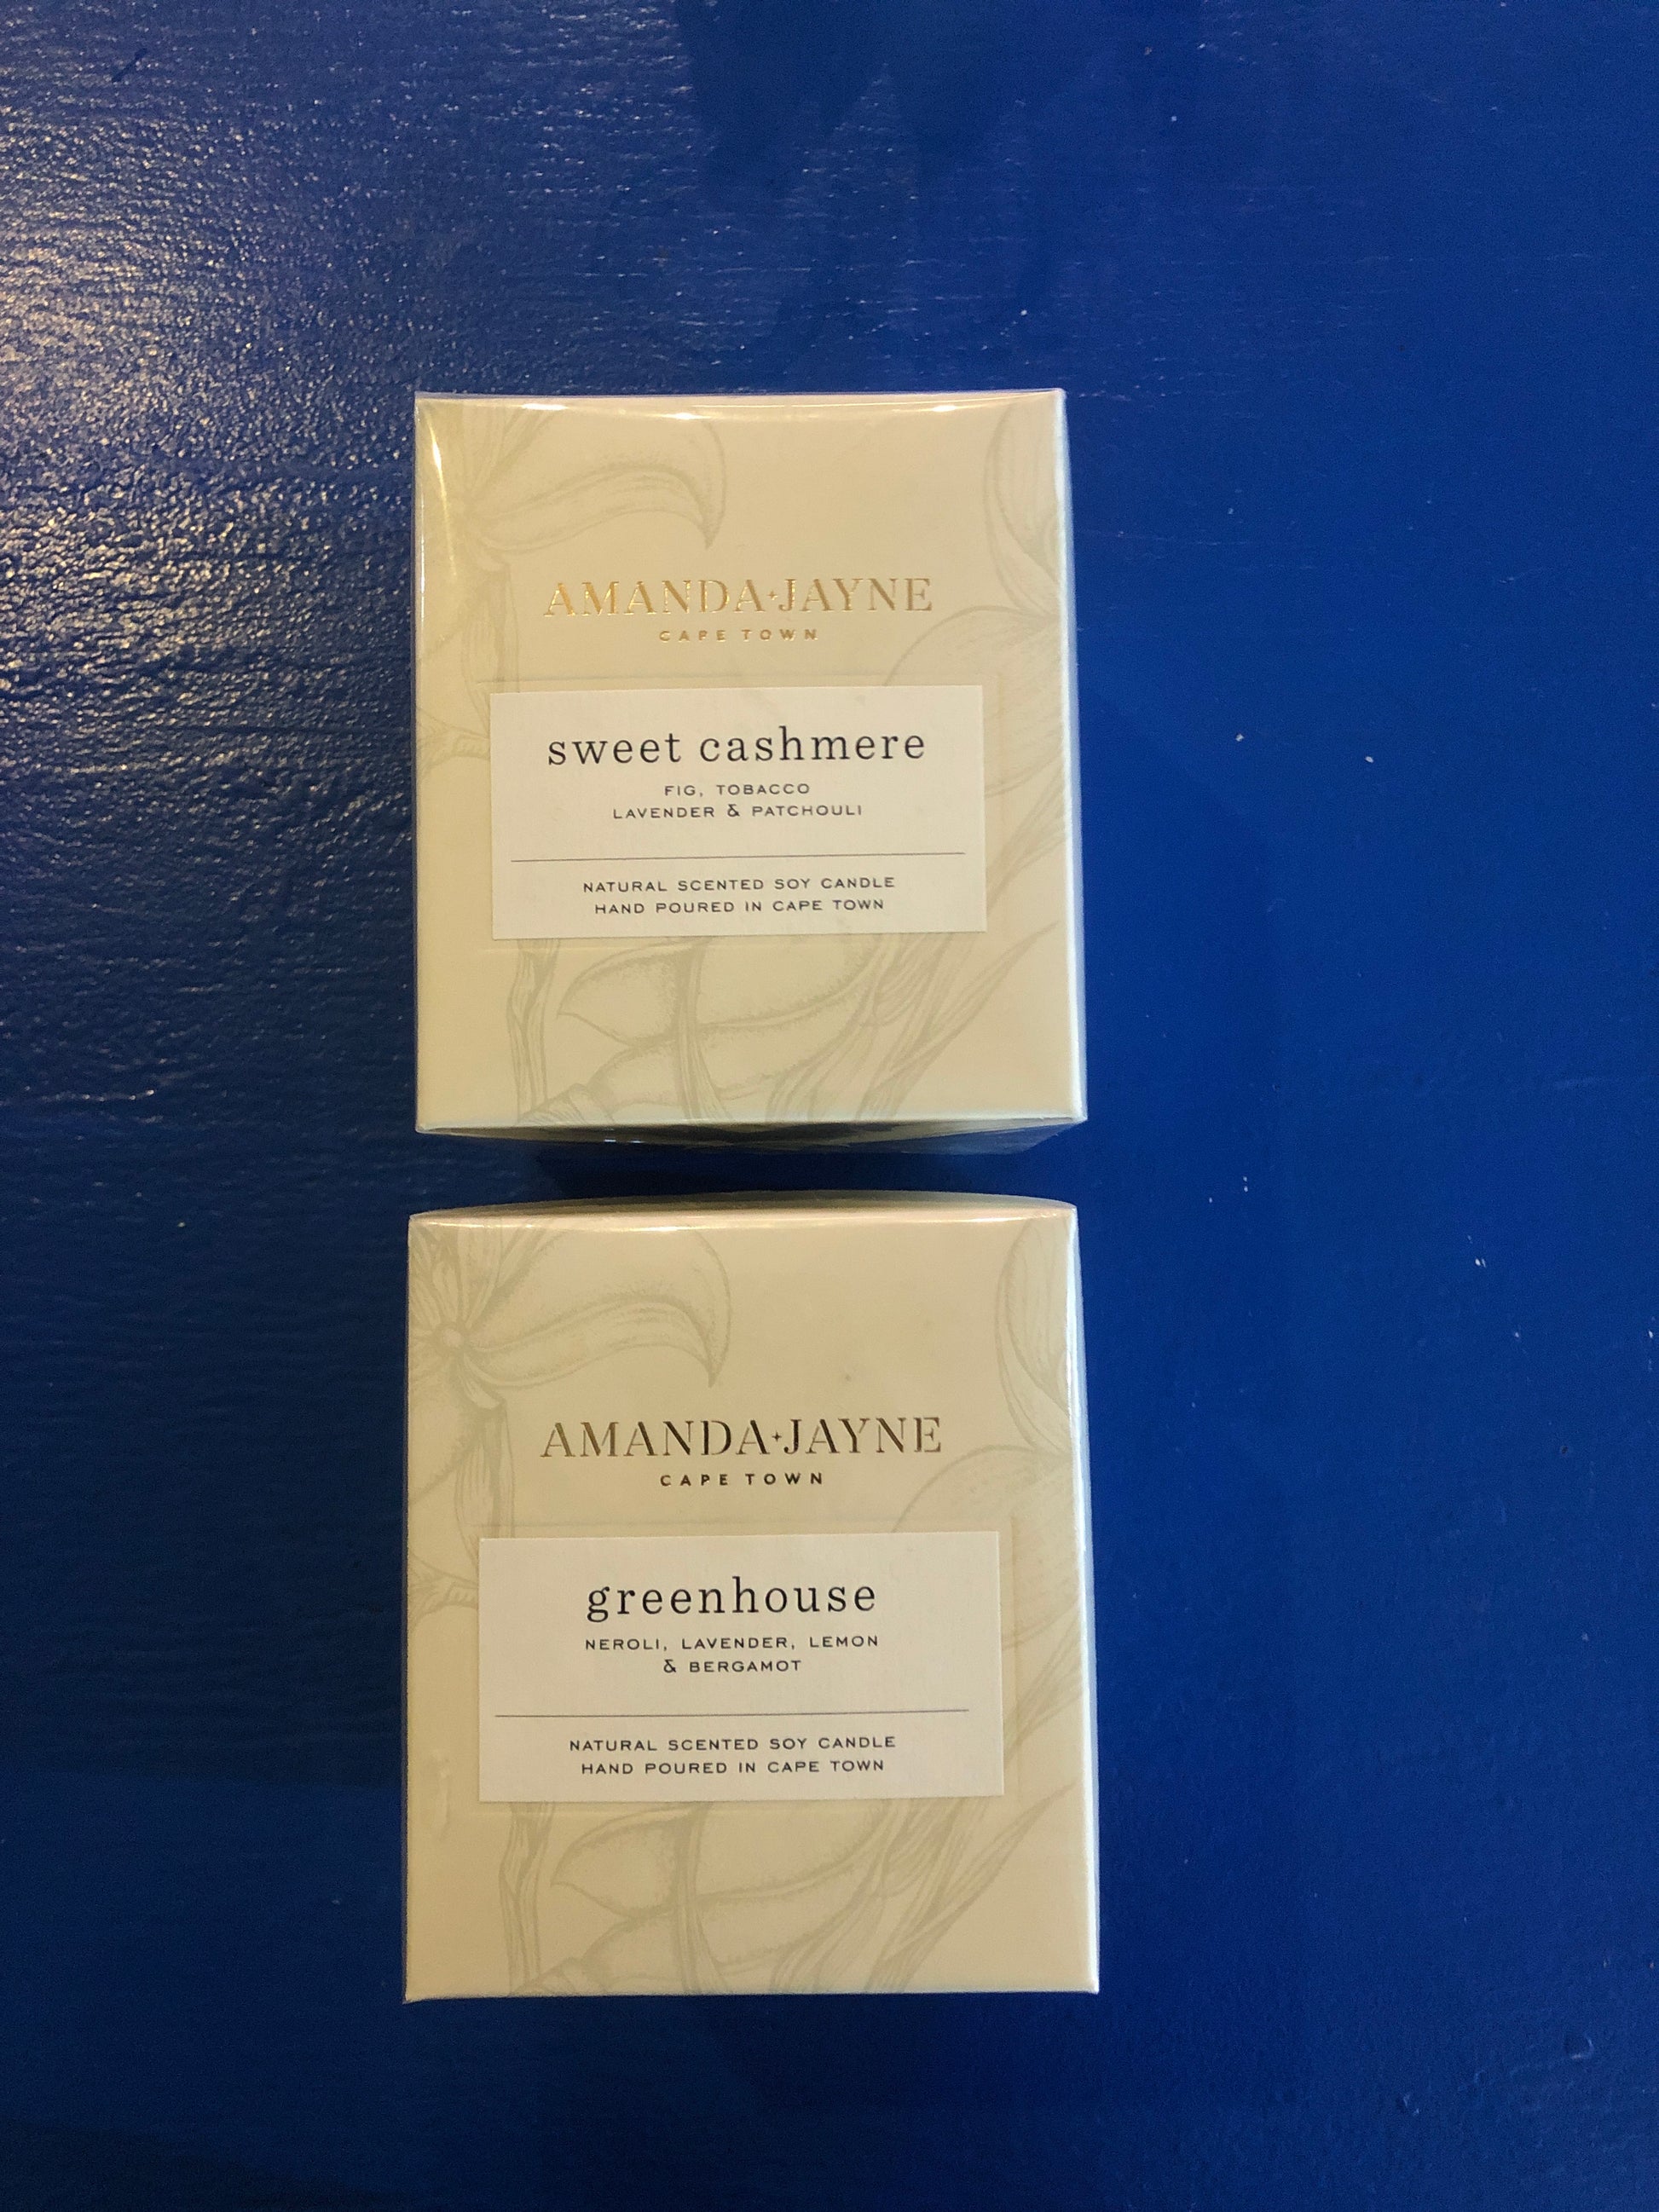 AMANDA✦JAYNE
CAPE TOWN
sweet cashmere
FIG, TOBACCO
LAVENDER & PATCHOULI
NATURAL SCENTED SOY CANDLE
HAND POURED IN CAPE TOWN
AMANDA✦JAYNE
CAPE TOWN
greenhouse
NEROLI, LAVENDER, LEMON
& BERGAMOT
NATURAL SCENTED SOY CANDLE
HAND POURED IN CAPE TOWN